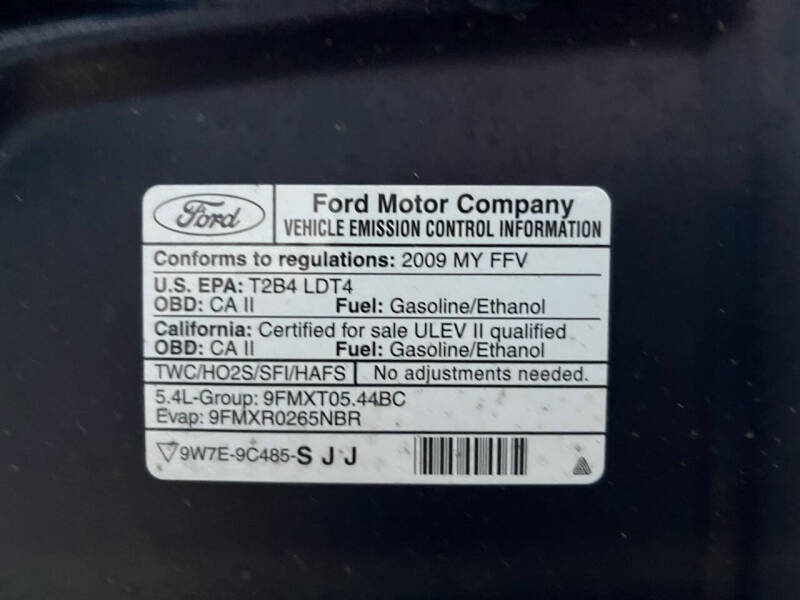 Ford
Ford Motor Company
VEHICLE EMISSION CONTROL INFORMATION
Conforms to regulations: 2009 MY FFV
U.S. EPA: T2B4 LDT4
OBD: CA II Fuel: Gasoline/Ethanol
California: Certified for sale ULEV II qualified
OBD: CA II Fuel: Gasoline/Ethanol
TWC/HO2S/SFI/HAFS No adjustments needed.
5.4L-Group: 9FMXT05.44BC
Evap: 9FMXR0265NBR
9W7E-9C485-S J J